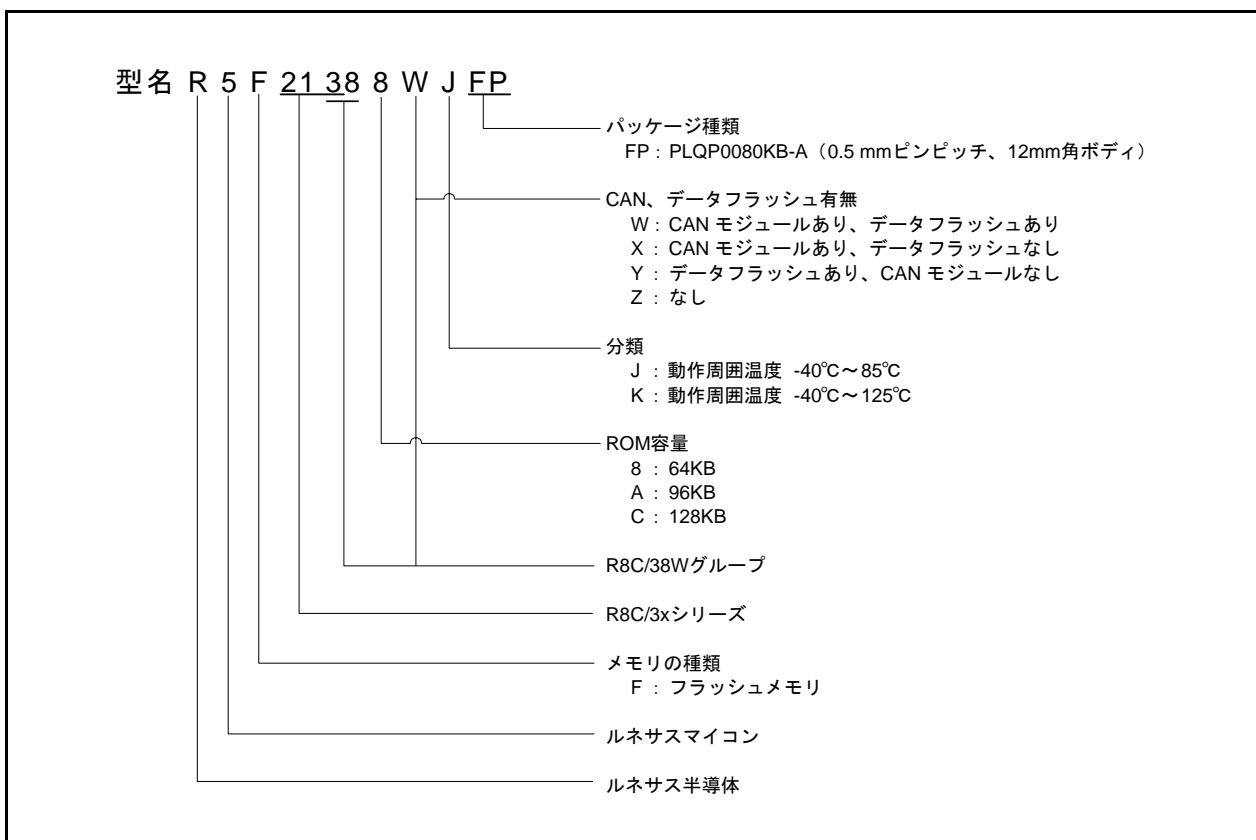 型名 R 5 F 21 38 8 W J FP
パッケージ種類
FP : PLQP0080KB-A（0.5 mmピンピッチ、12mm角ボディ）
CAN、データフラッシュ有無
W : CAN モジュールあり、データフラッシュあり
X : CAN モジュールあり、データフラッシュなし
Y : データフラッシュあり、CAN モジュールなし
Z : なし
分類
J : 動作周囲温度 -40℃～85℃
K : 動作周囲温度 -40℃～125℃
ROM容量
8 : 64KB
A : 96KB
C : 128KB
R8C/38Wグループ
R8C/3xシリーズ
メモリの種類
F : フラッシュメモリ
ルネサスマイコン
ルネサス半導体